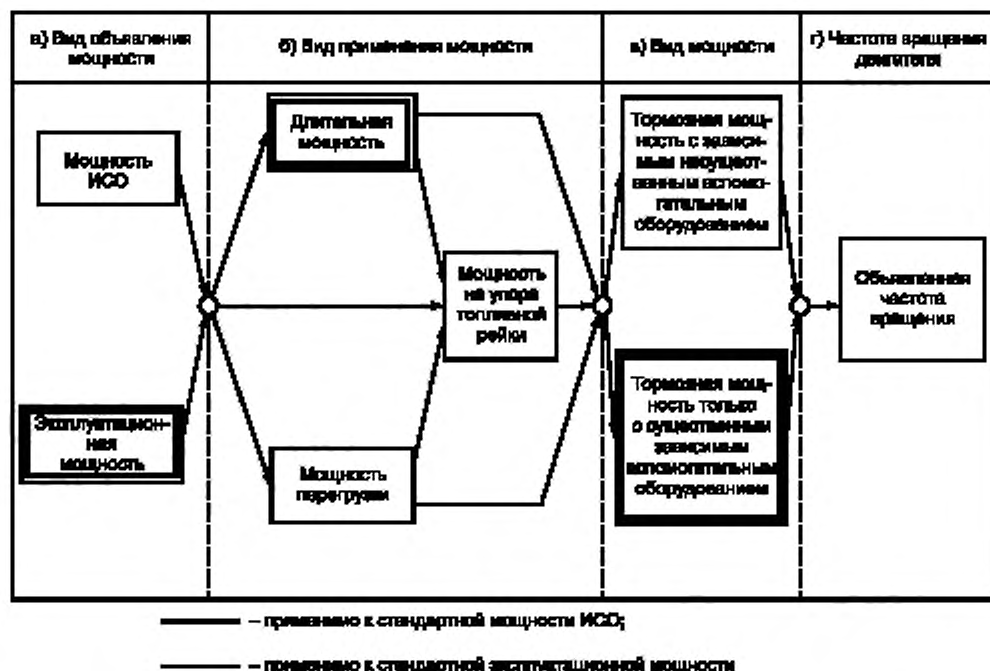 а) Вид объявления
мощности
б) Вид применения мощности
в) Вид мощности
г) Частота вращения
двигателя
Мощность
ИСО
Эксплуатацион-
ная
мощность
Длительная
мощность
Мощность
на упоре
топливной
рейки
Мощность
перегрузки
Тормозная мощ-
ность с зависи-
мым несущест-
венным вспомо-
гательным
оборудованием
Тормозная мощ-
ность только
с существенным
зависимым
вспомогательным
оборудованием
Объявленная
частота
вращения
– применимо к стандартной мощности ИСО;
– применимо к стандартной эксплуатационной мощности